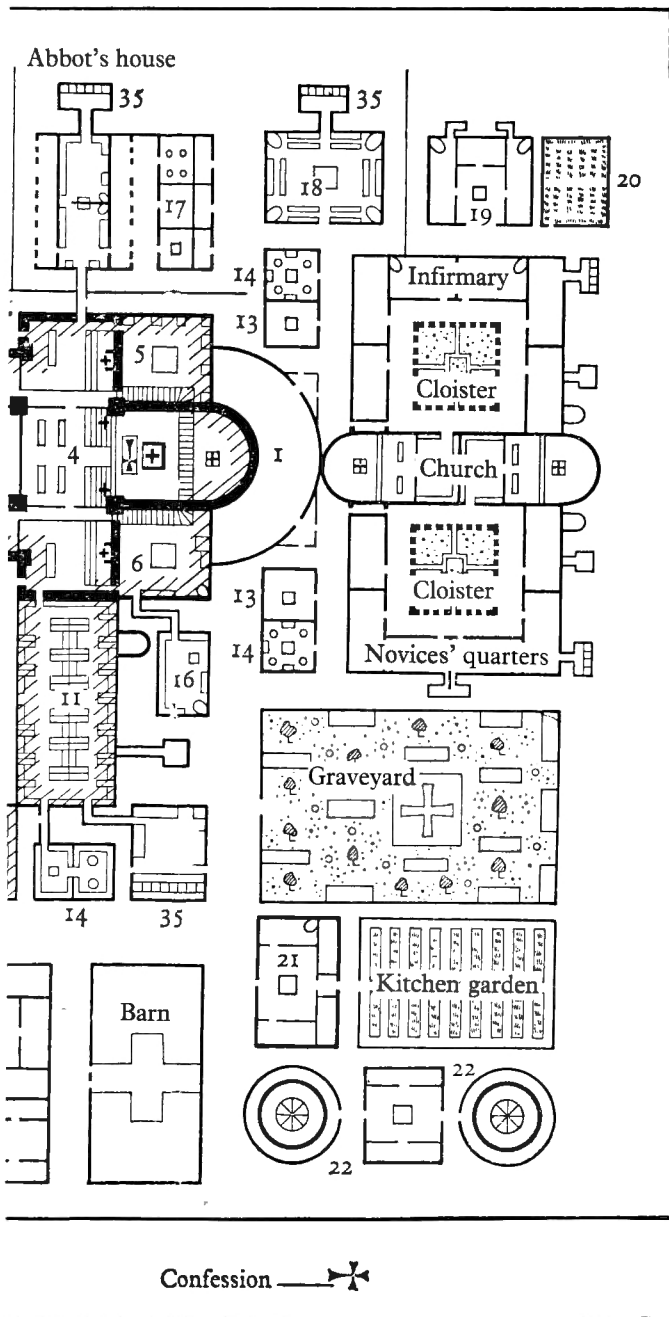 Abbot's house
35
35
17
18
19
20
14
13
Infirmary
Cloister
5
4
1
Church
6
13
14
Cloister
16
Novices' quarters
11
Graveyard
14
35
21
Barn
Kitchen garden
22
22
Confession